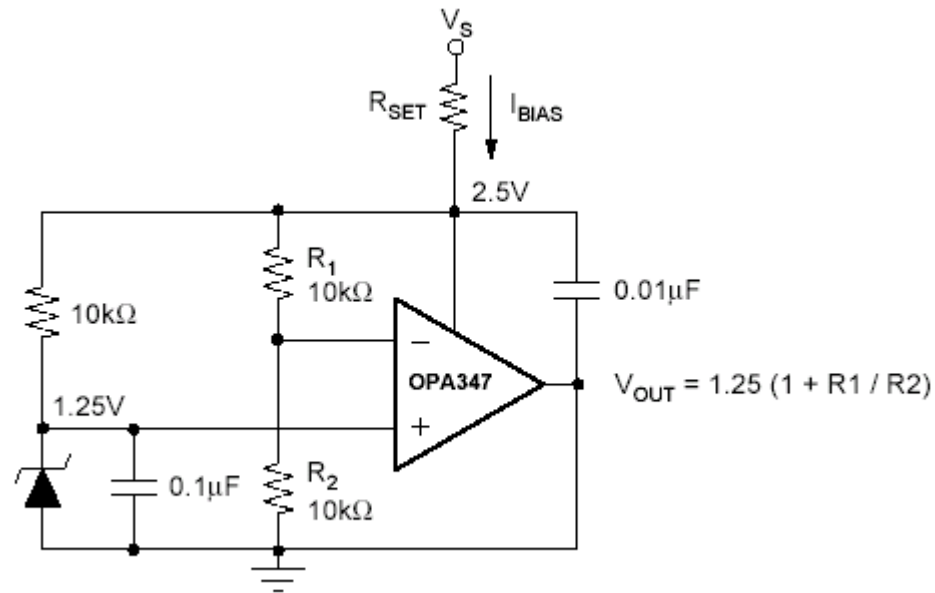 V_S
R_SET
I_BIAS
2.5V
R_1
10kΩ
10kΩ
0.01μF
−
OPA347
+
V_OUT = 1.25 (1 + R1 / R2)
1.25V
0.1μF
R_2
10kΩ